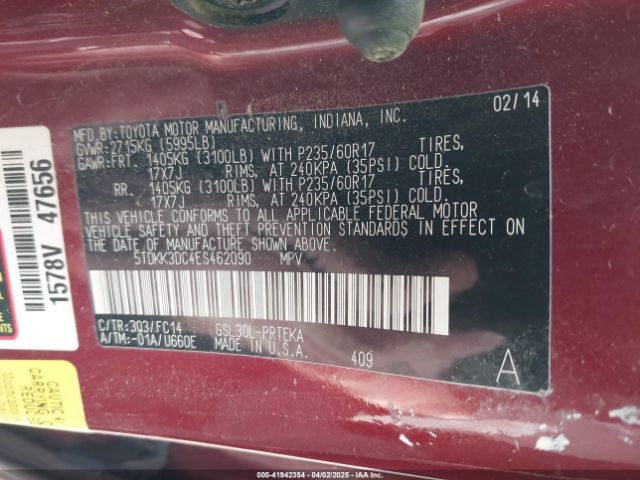 02/14
MFD.BY:TOYOTA MOTOR MANUFACTURING, INDIANA, INC.
GVWR:2715KG (5995LB)
GAWR:FRT. 1405KG (3100LB) WITH P235/60R17 TIRES,
17X7J RIMS, AT 240KPA (35PSI) COLD.
RR. 1405KG (3100LB) WITH P235/60R17 TIRES,
17X7J RIMS, AT 240KPA (35PSI) COLD.
THIS VEHICLE CONFORMS TO ALL APPLICABLE FEDERAL MOTOR
VEHICLE SAFETY AND THEFT PREVENTION STANDARDS IN
EFFECT ON THE DATE OF MANUFACTURE SHOWN ABOVE.
5TDKK3DC4ES462090 MPV
C/TR:3Q3/.FC14 GSL30L-PRTEKA
A/TM:-01A/U660E MADE IN U.S.A. 409
A
1578V 47656
CARRYING
000-41942354 | 04/02/2025 - IAAI.COM